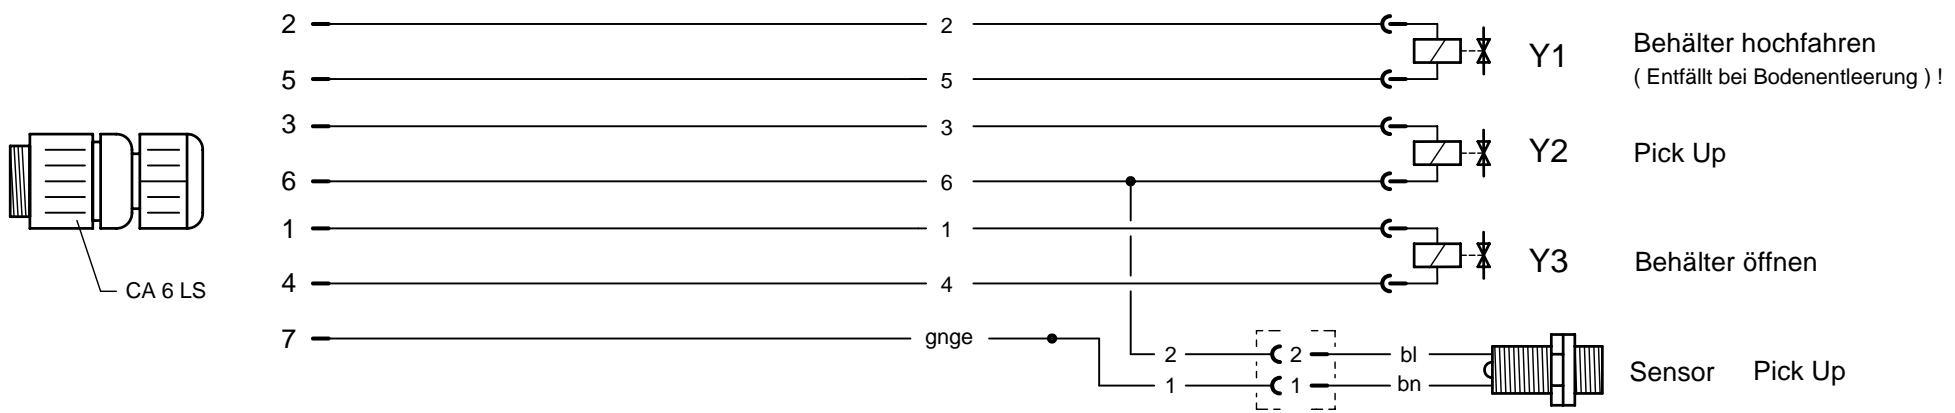 2 2 Y1 Behälter hochfahren
5 5 ( Entfällt bei Bodenentleerung ) !
3 3 Y2 Pick Up
6 6
1 1 Y3 Behälter öffnen
4 4
CA 6 LS
7 gnge
2 2 bl
1 1 bn
Sensor Pick Up